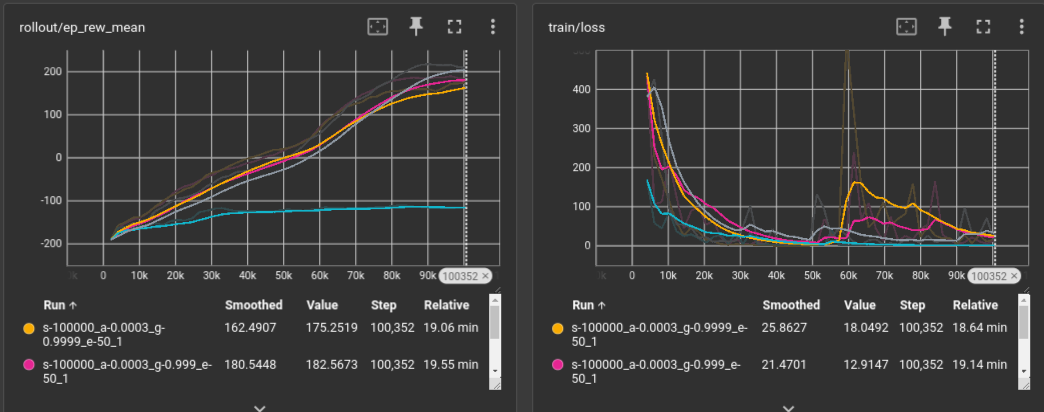 rollout/ep_rew_mean
200
100
0
-100
-200
0 10k 20k 30k 40k 50k 60k 70k 80k 90k 100352
Run ↑ Smoothed Value Step Relative
s-100000_a-0.0003_g- 162.4907 175.2519 100,352 19.06 min
0.9999_e-50_1
s-100000_a-0.0003_g-0.999_e- 180.5448 182.5673 100,352 19.55 min
50_1
train/loss
400
300
200
100
0
0 10k 20k 30k 40k 50k 60k 70k 80k 90k 100352
Run ↑ Smoothed Value Step Relative
s-100000_a-0.0003_g-0.9999_e- 25.8627 18.0492 100,352 18.64 min
50_1
s-100000_a-0.0003_g-0.999_e- 21.4701 12.9147 100,352 19.14 min
50_1